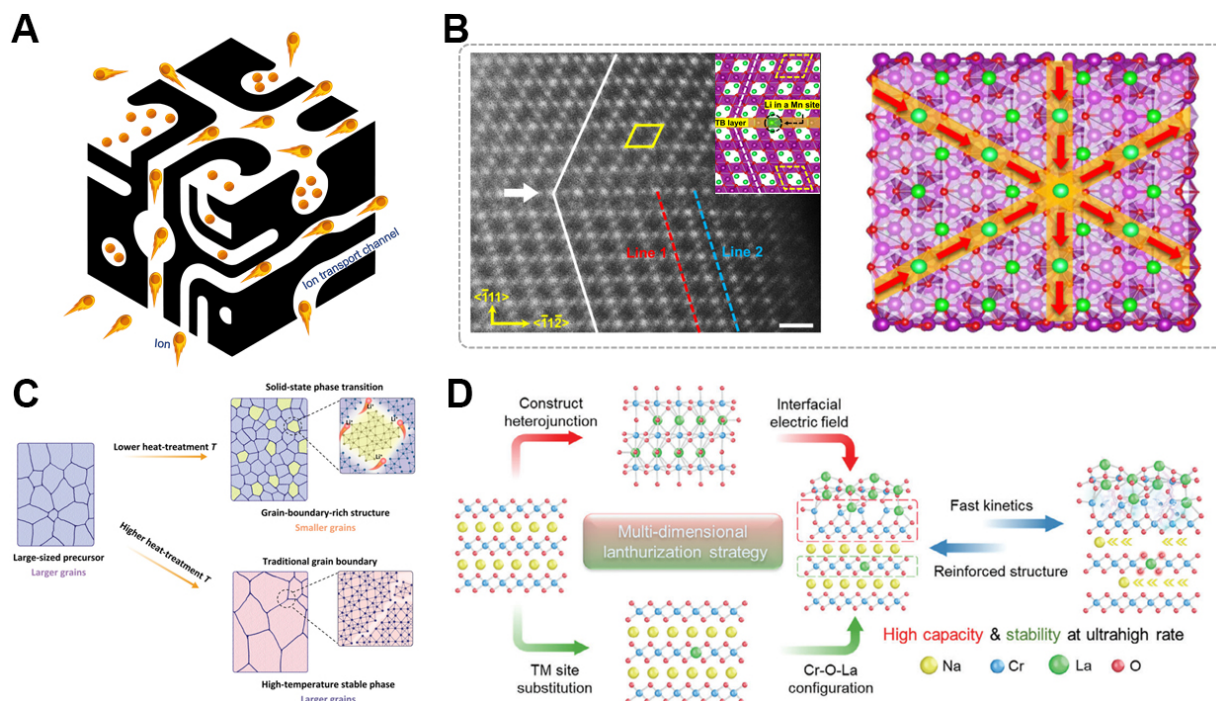 A
Ion transport channel
Ion
B
Li in a Mn site
TB layer
Line 1
Line 2
<1̄11>
<1̄12̄>
C
Solid-state phase transition
Lower heat-treatment T
Grain-boundary-rich structure
Smaller grains
Large-sized precursor
Larger grains
Higher heat-treatment T
Traditional grain boundary
High-temperature stable phase
Larger grains
D
Construct
heterojunction
Interfacial
electric field
Multi-dimensional
lanthurization strategy
Fast kinetics
Reinforced structure
TM site
substitution
Cr-O-La
configuration
High capacity & stability at ultrahigh rate
Na Cr La O